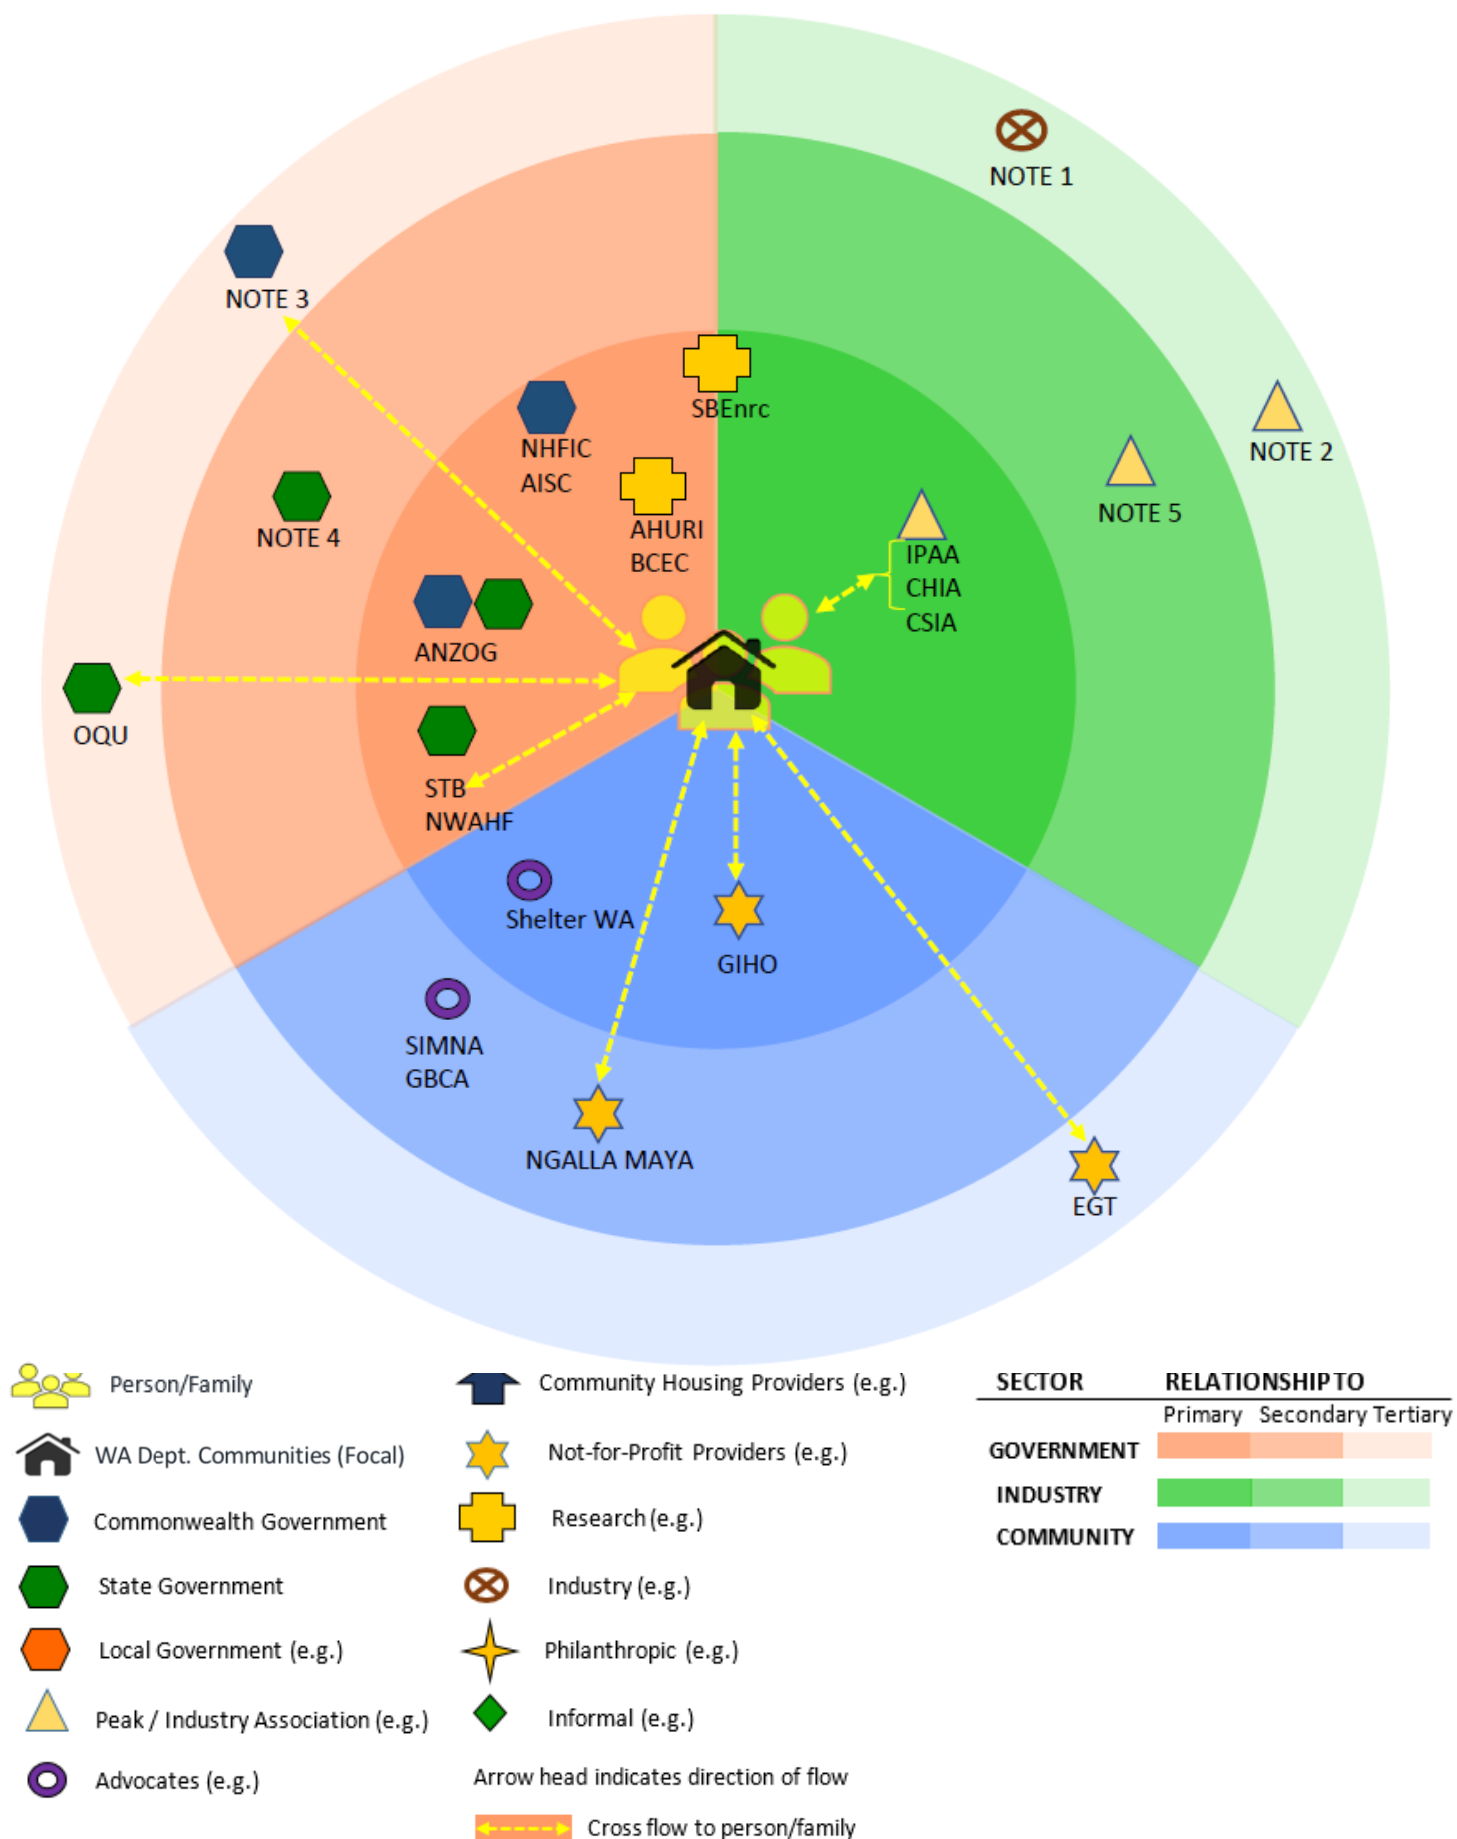 NOTE 1
NOTE 3
SBEnrc
NHFIC
AISC
NOTE 2
NOTE 5
NOTE 4
AHURI
BCEC
IPAA
CHIA
CSIA
ANZOG
OQU
STB
NWAHF
Shelter WA
GIHO
SIMNA
GBCA
NGALLA MAYA
EGT
Person/Family
WA Dept. Communities (Focal)
Commonwealth Government
State Government
Local Government (e.g.)
Peak / Industry Association (e.g.)
Advocates (e.g.)
Community Housing Providers (e.g.)
Not-for-Profit Providers (e.g.)
Research (e.g.)
Industry (e.g.)
Philanthropic (e.g.)
Informal (e.g.)
Arrow head indicates direction of flow
Cross flow to person/family
SECTOR RELATIONSHIP TO
Primary Secondary Tertiary
GOVERNMENT
INDUSTRY
COMMUNITY